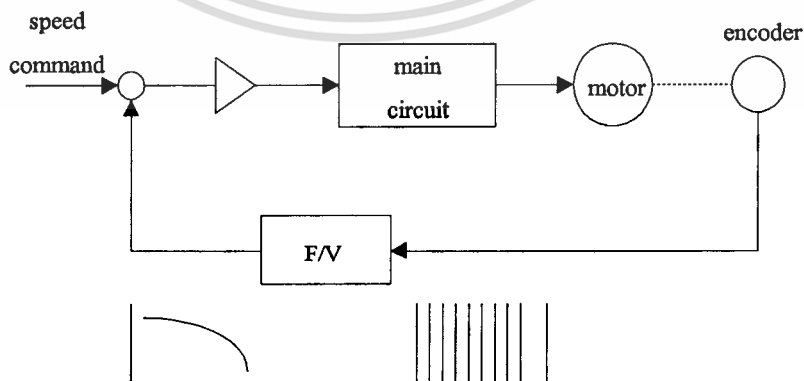 speed
command
main
circuit
motor
encoder
F/V